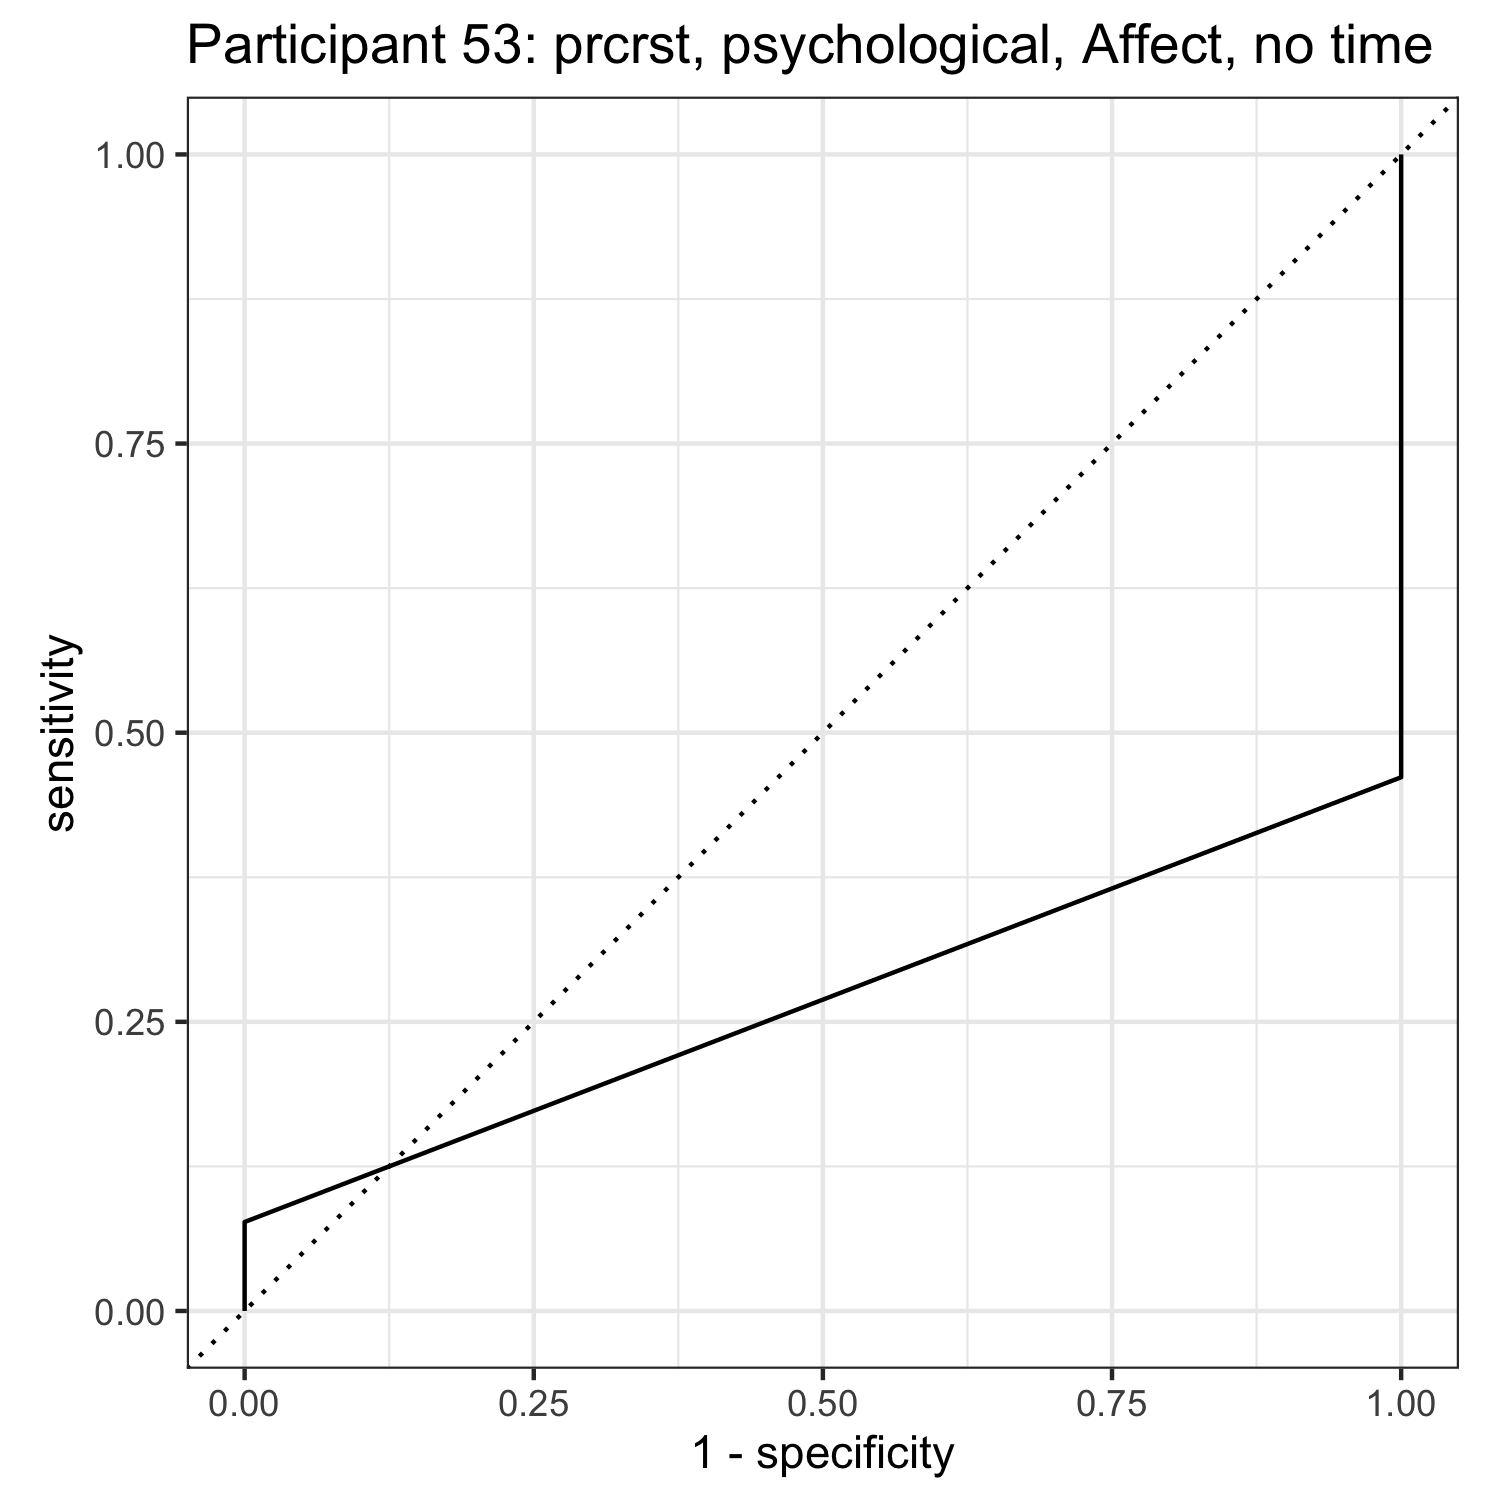 Participant 53: prcrst, psychological, Affect, no time
1.00
0.75
0.50
0.25
0.00
sensitivity
0.00 0.25 0.50 0.75 1.00
1 - specificity